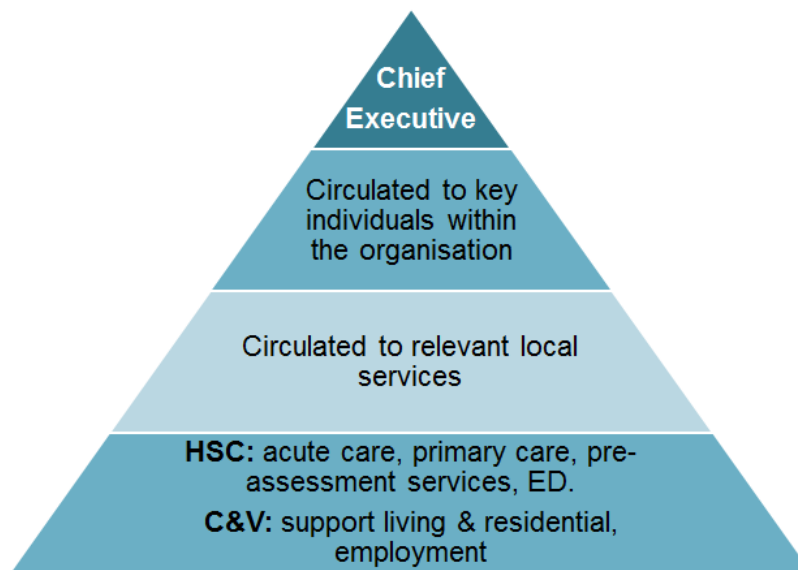 Chief
Executive
Circulated to key
individuals within
the organisation
Circulated to relevant local
services
HSC: acute care, primary care, pre-
assessment services, ED.
C&V: support living & residential,
employment